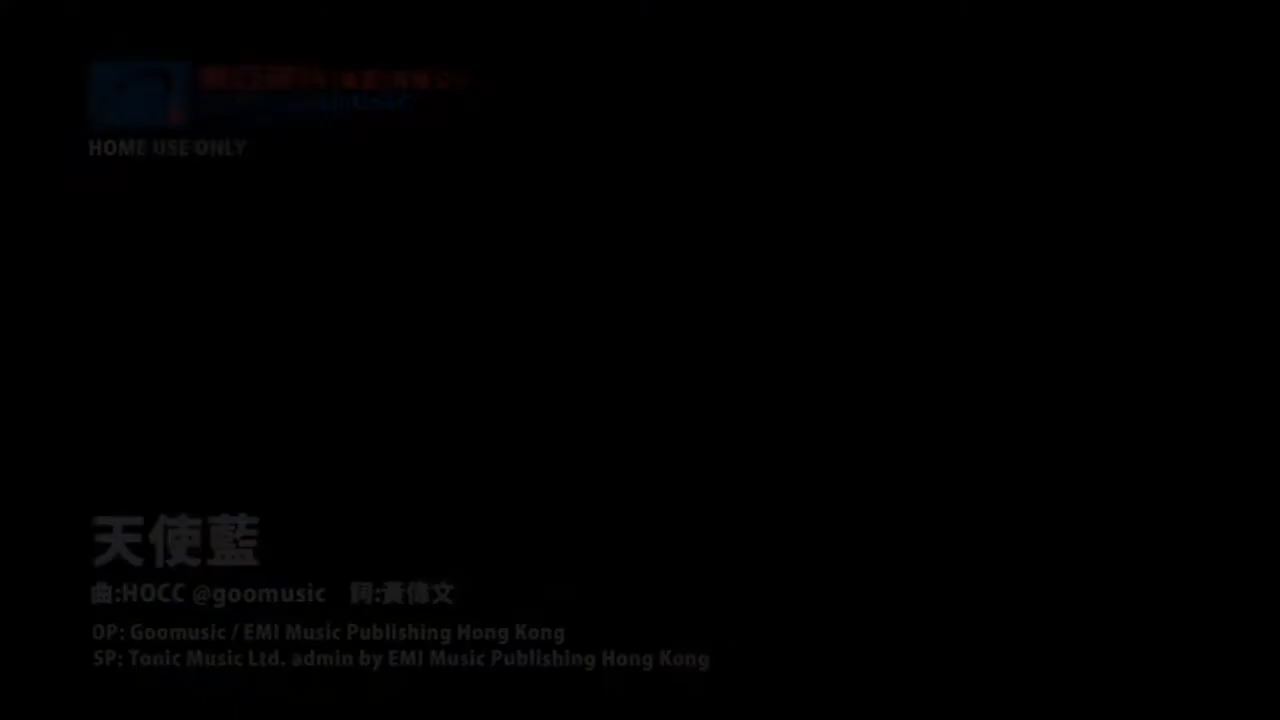 HOME USE ONLY
天使藍
曲:HOCC @goomusic 詞:黃偉文
OP: Goomusic / EMI Music Publishing Hong Kong
SP: Tonic Music Ltd. admin by EMI Music Publishing Hong Kong